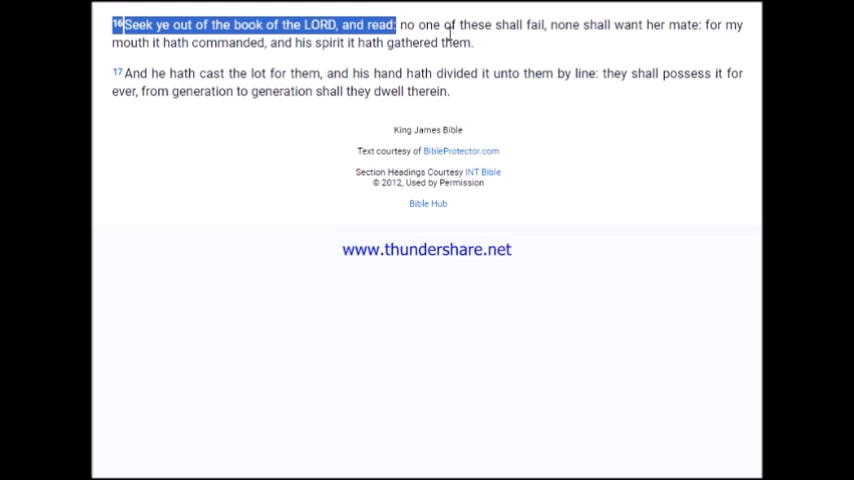 16Seek ye out of the book of the LORD, and read: no one of these shall fail, none shall want her mate: for my
mouth it hath commanded, and his spirit it hath gathered them.
17And he hath cast the lot for them, and his hand hath divided it unto them by line: they shall possess it for
ever, from generation to generation shall they dwell therein.
King James Bible
Text courtesy of BibleProtector.com
Section Headings Courtesy INT Bible
© 2012, Used by Permission
Bible Hub
www.thundershare.net